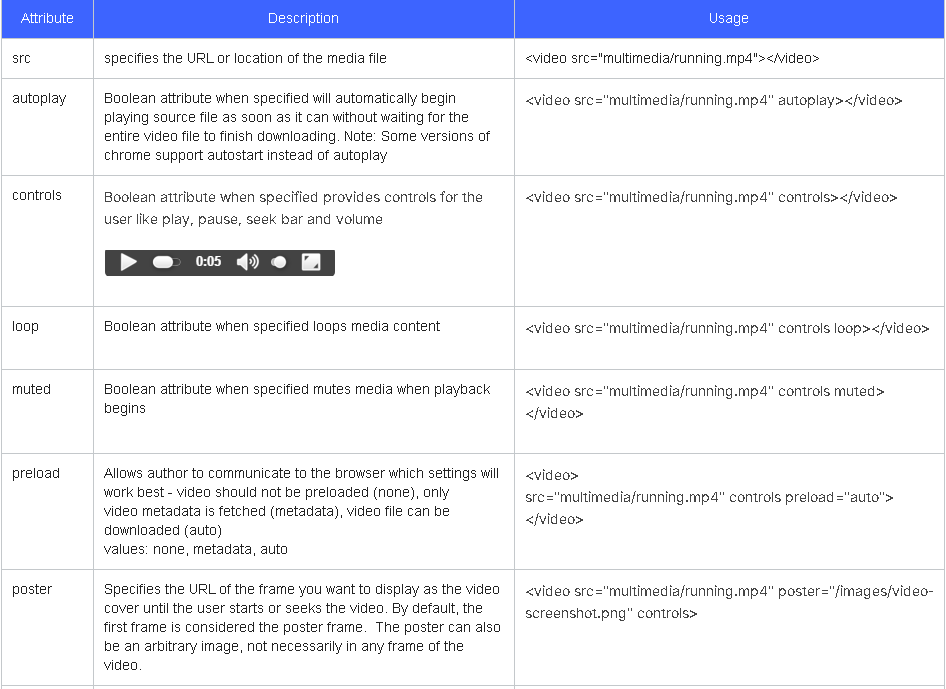 Attribute Description Usage
src specifies the URL or location of the media file <video src="multimedia/running.mp4"></video>
autoplay Boolean attribute when specified will automatically begin <video src="multimedia/running.mp4" autoplay></video>
playing source file as soon as it can without waiting for the
entire video file to finish downloading. Note: Some versions of
chrome support autostart instead of autoplay
controls Boolean attribute when specified provides controls for the <video src="multimedia/running.mp4" controls></video>
user like play, pause, seek bar and volume
0:05
loop Boolean attribute when specified loops media content <video src="multimedia/running.mp4" controls loop></video>
muted Boolean attribute when specified mutes media when playback <video src="multimedia/running.mp4" controls muted>
begins </video>
preload Allows author to communicate to the browser which settings will <video>
work best - video should not be preloaded (none), only src="multimedia/running.mp4" controls preload="auto">
video metadata is fetched (metadata), video file can be </video>
downloaded (auto)
values: none, metadata, auto
poster Specifies the URL of the frame you want to display as the video <video src="multimedia/running.mp4" poster="/images/video-
cover until the user starts or seeks the video. By default, the screenshot.png" controls>
first frame is considered the poster frame.  The poster can also
be an arbitrary image, not necessarily in any frame of the
video.